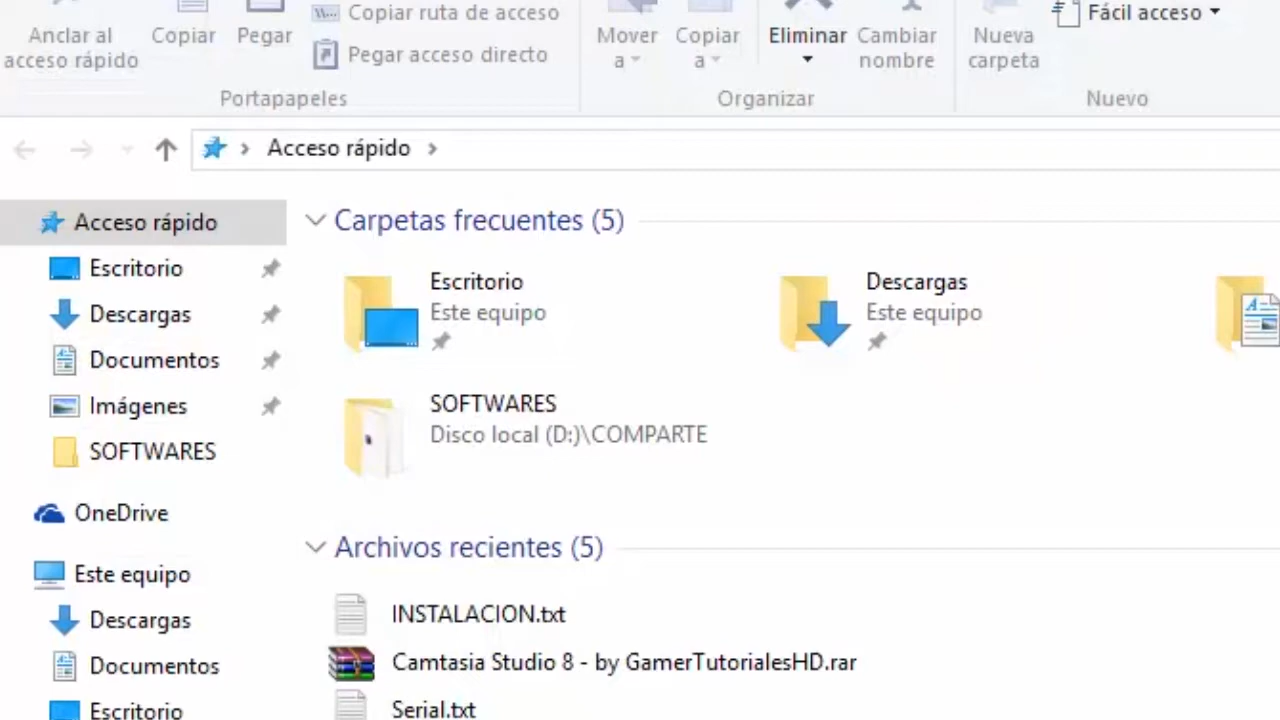 Copiar ruta de acceso
Fácil acceso
Anclar al
acceso rápido
Copiar
Pegar
Pegar acceso directo
Mover
a
Copiar
a
Eliminar
Cambiar
nombre
Nueva
carpeta
Portapapeles
Organizar
Nuevo
Acceso rápido
Acceso rápido
Escritorio
Descargas
Documentos
Imágenes
SOFTWARES
OneDrive
Este equipo
Descargas
Documentos
Escritorio
Carpetas frecuentes (5)
Escritorio
Este equipo
Descargas
Este equipo
SOFTWARES
Disco local (D:)\COMPARTE
Archivos recientes (5)
INSTALACION.txt
Camtasia Studio 8 - by GamerTutorialesHD.rar
Serial.txt